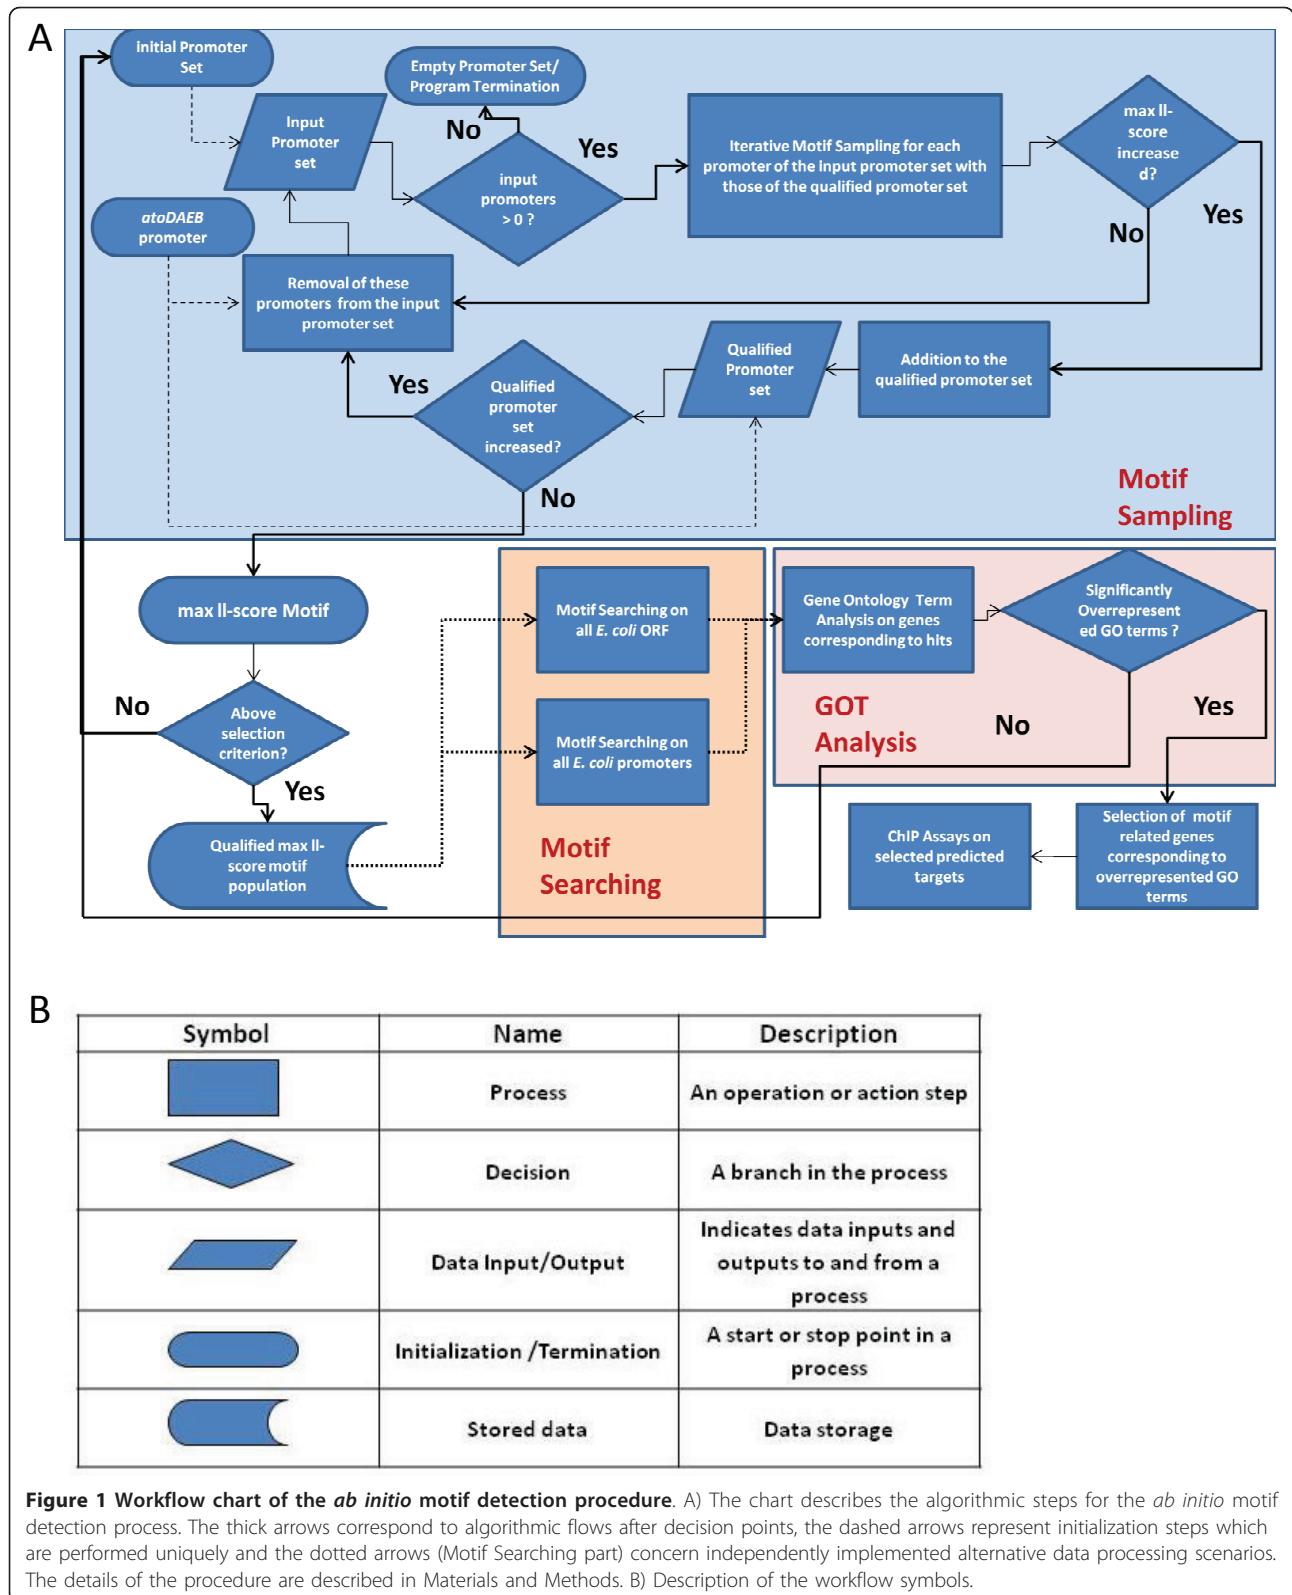 A
initial Promoter
Set
Empty Promoter Set/
Program Termination
Input
Promoter
set
No
Yes
input
promoters
> 0 ?
Iterative Motif Sampling for each
promoter of the input promoter set with
those of the qualified promoter set
max ll-
score
increase
d?
No
Yes
atoDAEB
promoter
Removal of these
promoters from the input
promoter set
Yes
Qualified
promoter
set
increased?
Qualified
Promoter
set
Addition to the
qualified promoter set
No
Motif
Sampling
max ll-score Motif
No
Above
selection
criterion?
Yes
Qualified max ll-
score motif
population
Motif Searching on
all E. coli ORF
Motif Searching on
all E. coli promoters
Motif
Searching
Gene Ontology Term
Analysis on genes
corresponding to hits
Significantly
Overrepresent
ed GO terms ?
GOT
Analysis
No
Yes
ChIP Assays on
selected predicted
targets
Selection of motif
related genes
corresponding to
overrepresented GO
terms
B
Symbol Name Description
Process An operation or action step
Decision A branch in the process
Data Input/Output Indicates data inputs and
outputs to and from a
process
Initialization /Termination A start or stop point in a
process
Stored data Data storage
Figure 1 Workflow chart of the ab initio motif detection procedure. A) The chart describes the algorithmic steps for the ab initio motif
detection process. The thick arrows correspond to algorithmic flows after decision points, the dashed arrows represent initialization steps which
are performed uniquely and the dotted arrows (Motif Searching part) concern independently implemented alternative data processing scenarios.
The details of the procedure are described in Materials and Methods. B) Description of the workflow symbols.